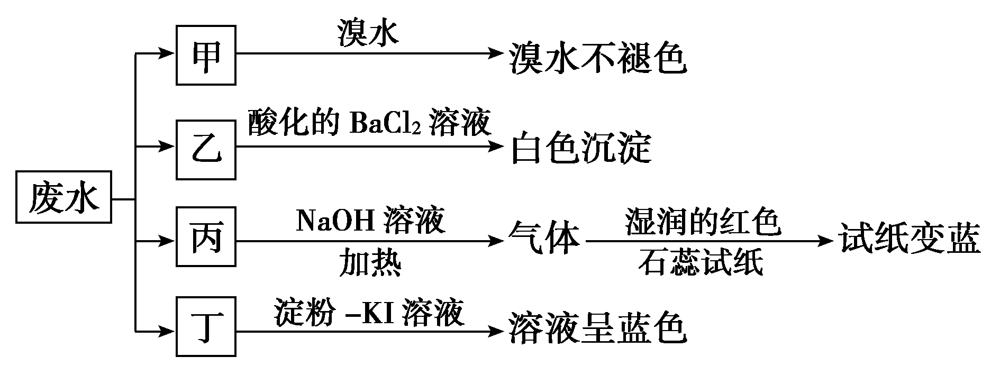 废水
甲
溴水
溴水不褪色
乙
酸化的 BaCl₂ 溶液
白色沉淀
丙
NaOH 溶液
加热
气体
湿润的红色
石蕊试纸
试纸变蓝
丁
淀粉 -KI 溶液
溶液呈蓝色